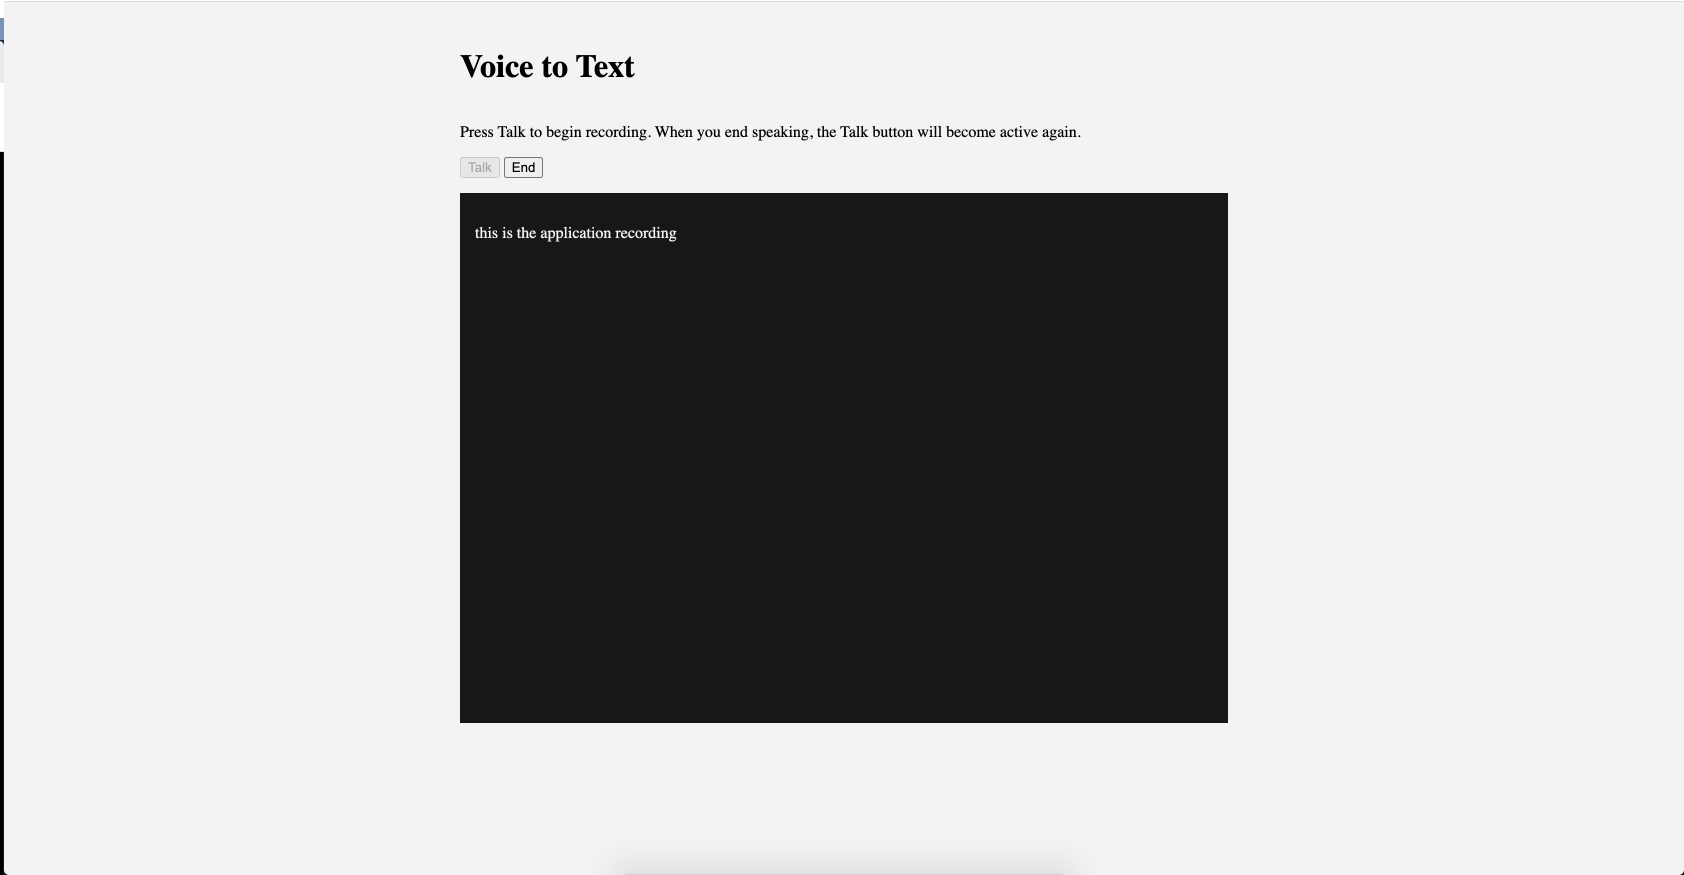 Voice to Text
Press Talk to begin recording. When you end speaking, the Talk button will become active again.
Talk End
this is the application recording